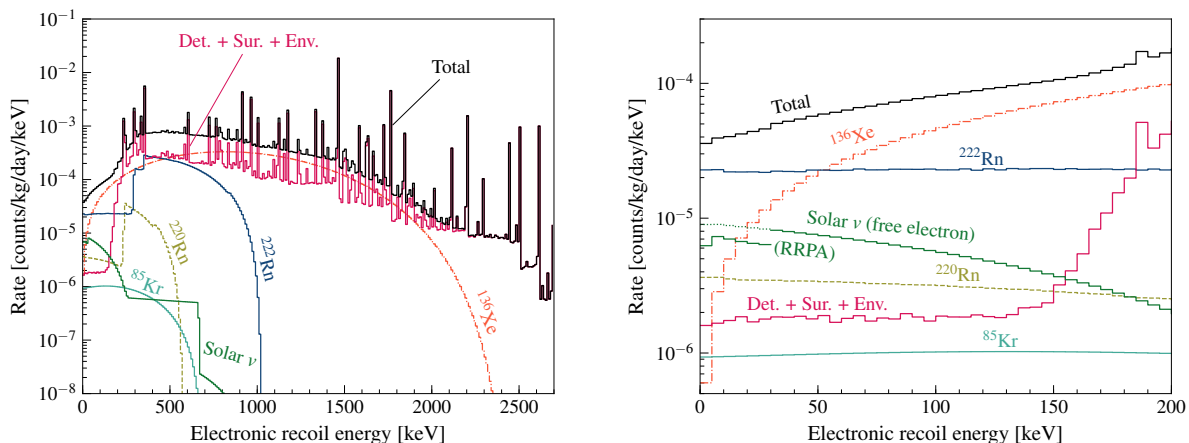 10⁻¹
10⁻²
10⁻³
10⁻⁴
10⁻⁵
10⁻⁶
10⁻⁷
10⁻⁸
Rate [counts/kg/day/keV]
Det. + Sur. + Env.
Total
²²⁰Rn
²²²Rn
⁸⁵Kr
¹³⁶Xe
Solar ν
0 500 1000 1500 2000 2500
Electronic recoil energy [keV]
10⁻⁴
10⁻⁵
10⁻⁶
Rate [counts/kg/day/keV]
Total
¹³⁶Xe
²²²Rn
Solar ν (free electron)
(RRPA)
²²⁰Rn
Det. + Sur. + Env.
⁸⁵Kr
0 50 100 150 200
Electronic recoil energy [keV]